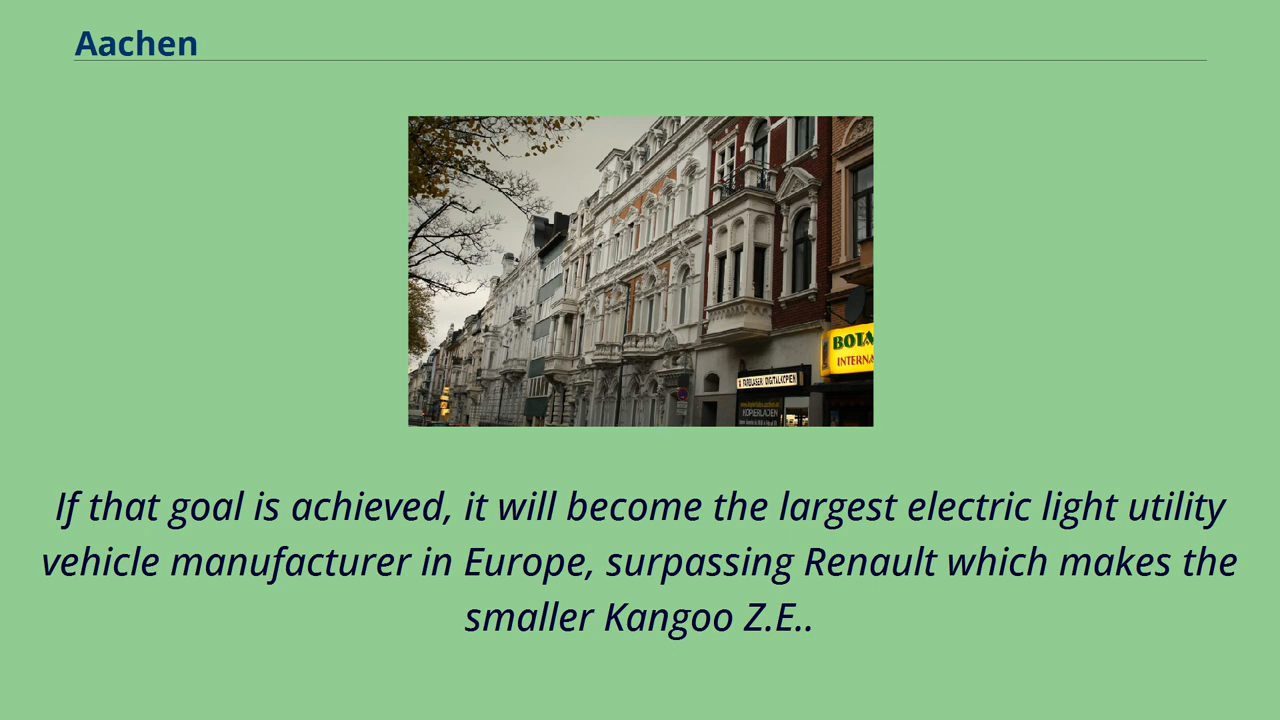 Aachen
BOTA
INTERNA
KOPIERLADEN
If that goal is achieved, it will become the largest electric light utility
vehicle manufacturer in Europe, surpassing Renault which makes the
smaller Kangoo Z.E..